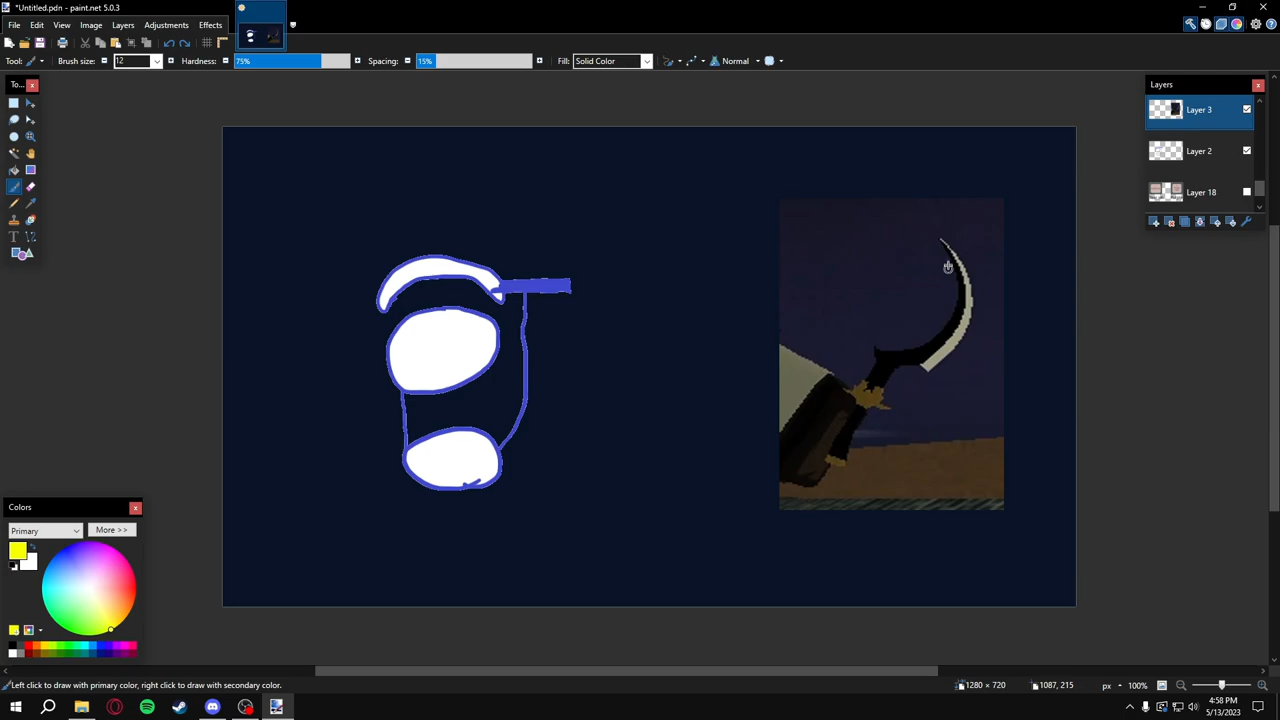 *Untitled.pdn - paint.net 5.0.3
File Edit View Image Layers Adjustments Effects
Tool: Brush size: 12 Hardness: 75% Spacing: 15% Fill: Solid Color Normal
To...
Layers
Layer 3
Layer 2
Layer 18
Colors
Primary More >>
Left click to draw with primary color, right click to draw with secondary color. 1280 × 720 1087, 215 px 100%
4:58 PM
5/13/2023